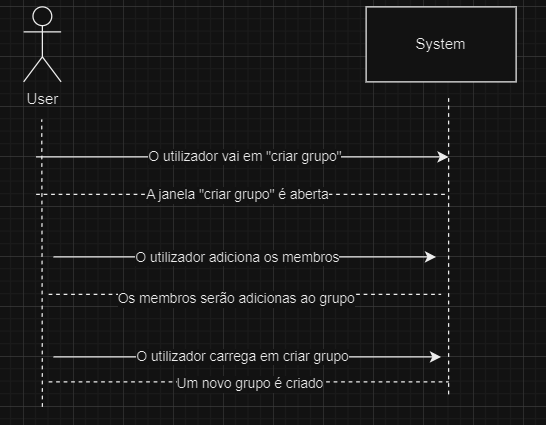 System
User
O utilizador vai em "criar grupo"
A janela "criar grupo" é aberta
O utilizador adiciona os membros
Os membros serão adicionas ao grupo
O utilizador carrega em criar grupo
Um novo grupo é criado